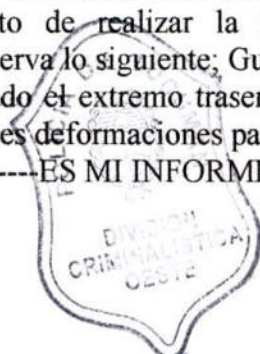 to de realizar la
erva lo siguiente; Gu
do el extremo traser
es deformaciones pa
----ES MI INFORME
DIVISION
CRIMINALISTICA
OESTE